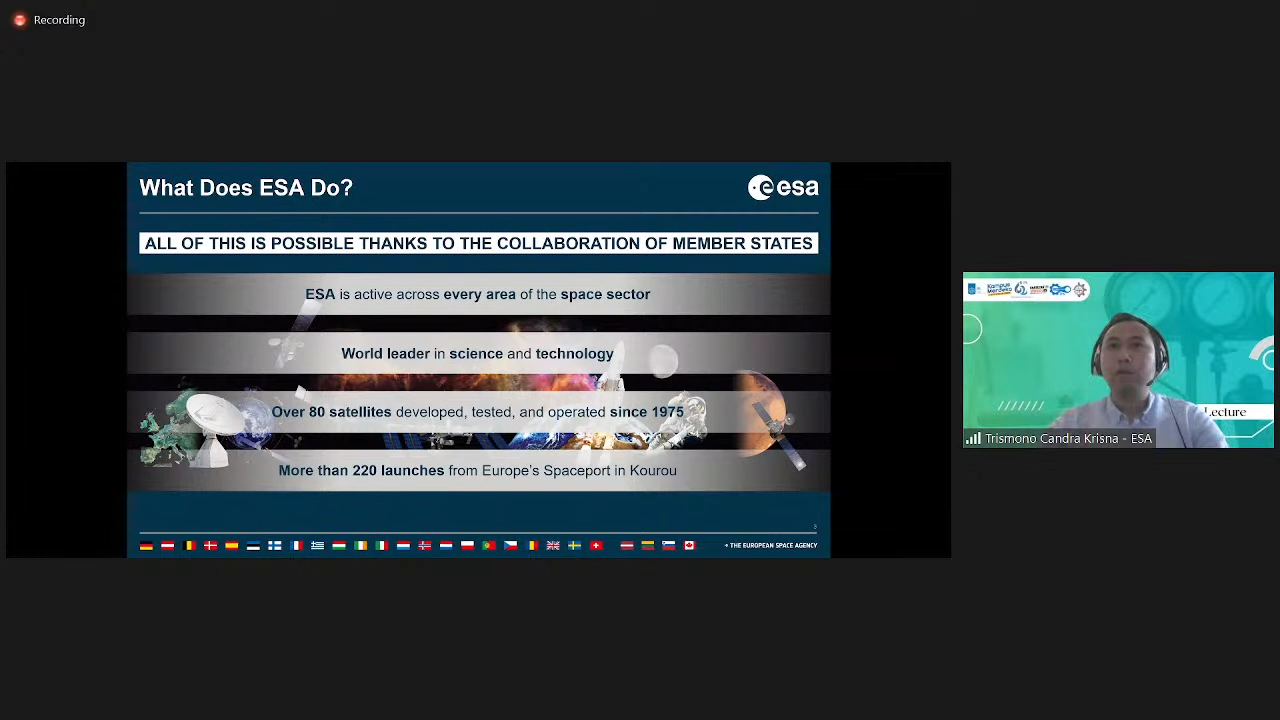 Recording
What Does ESA Do?
esa
ALL OF THIS IS POSSIBLE THANKS TO THE COLLABORATION OF MEMBER STATES
ESA is active across every area of the space sector
World leader in science and technology
Over 80 satellites developed, tested, and operated since 1975
More than 220 launches from Europe's Spaceport in Kourou
3
→ THE EUROPEAN SPACE AGENCY
Kampus
Merdeka
Lecture
Trismono Candra Krisna - ESA